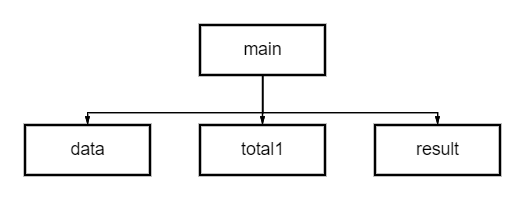 main
data
total1
result